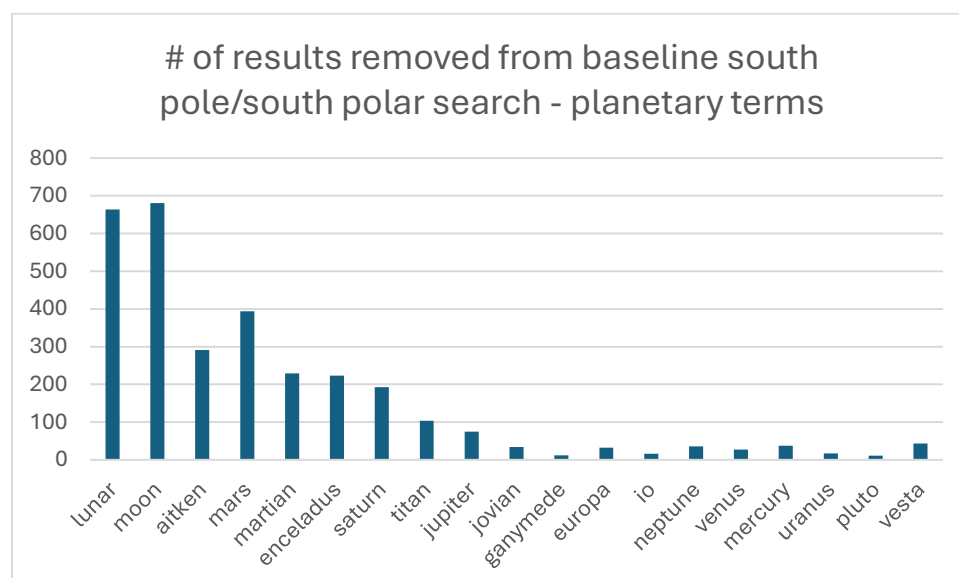 # of results removed from baseline south
pole/south polar search - planetary terms
800
700
600
500
400
300
200
100
0
lunar
moon
aitken
mars
martian
enceladus
saturn
titan
jupiter
jovian
ganymede
europa
io
neptune
venus
mercury
uranus
pluto
vesta